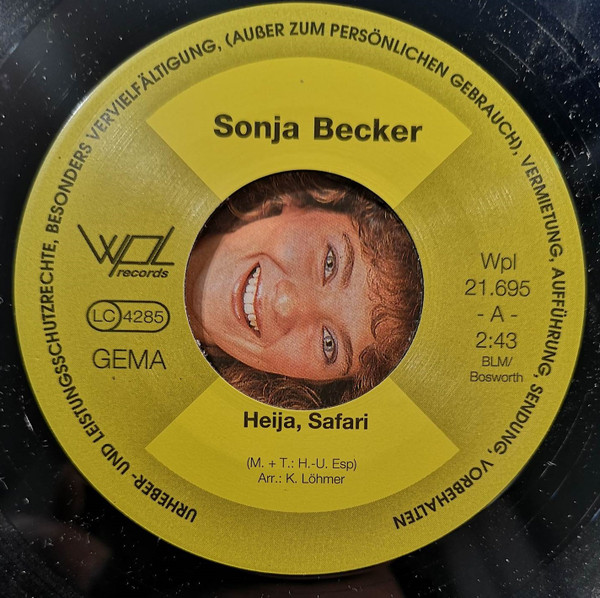 URHEBER- UND LEISTUNGSSCHUTZRECHTE, BESONDERS VERVIELFÄLTIGUNG, (AUßER ZUM PERSÖNLICHEN GEBRAUCH), VERMIETUNG, AUFFÜHRUNG, SENDUNG, VORBEHALTEN
Sonja Becker
WPL
records
LC 4285
GEMA
Wpl
21.695
- A -
2:43
BLM/
Bosworth
Heija, Safari
(M. + T.: H.-U. Esp)
Arr.: K. Löhmer